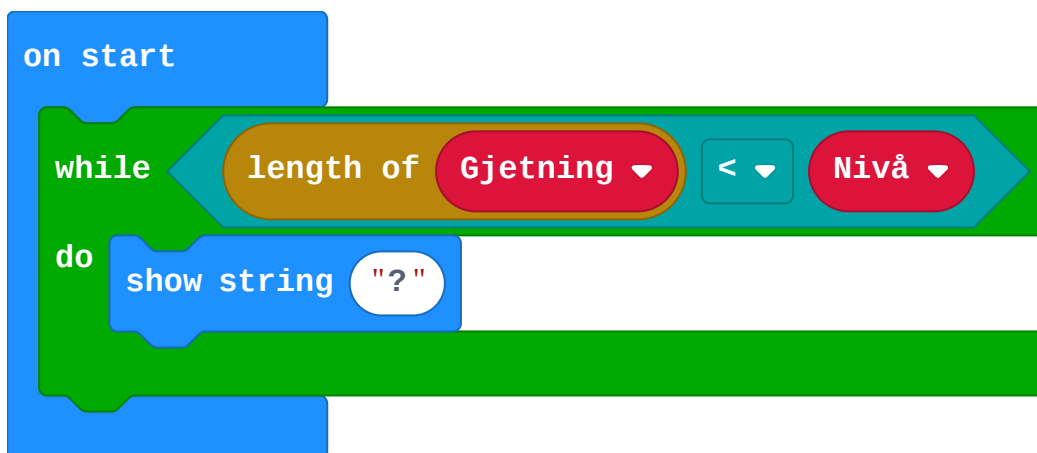 on start
while length of Gjetning < Nivå
do
show string "?"